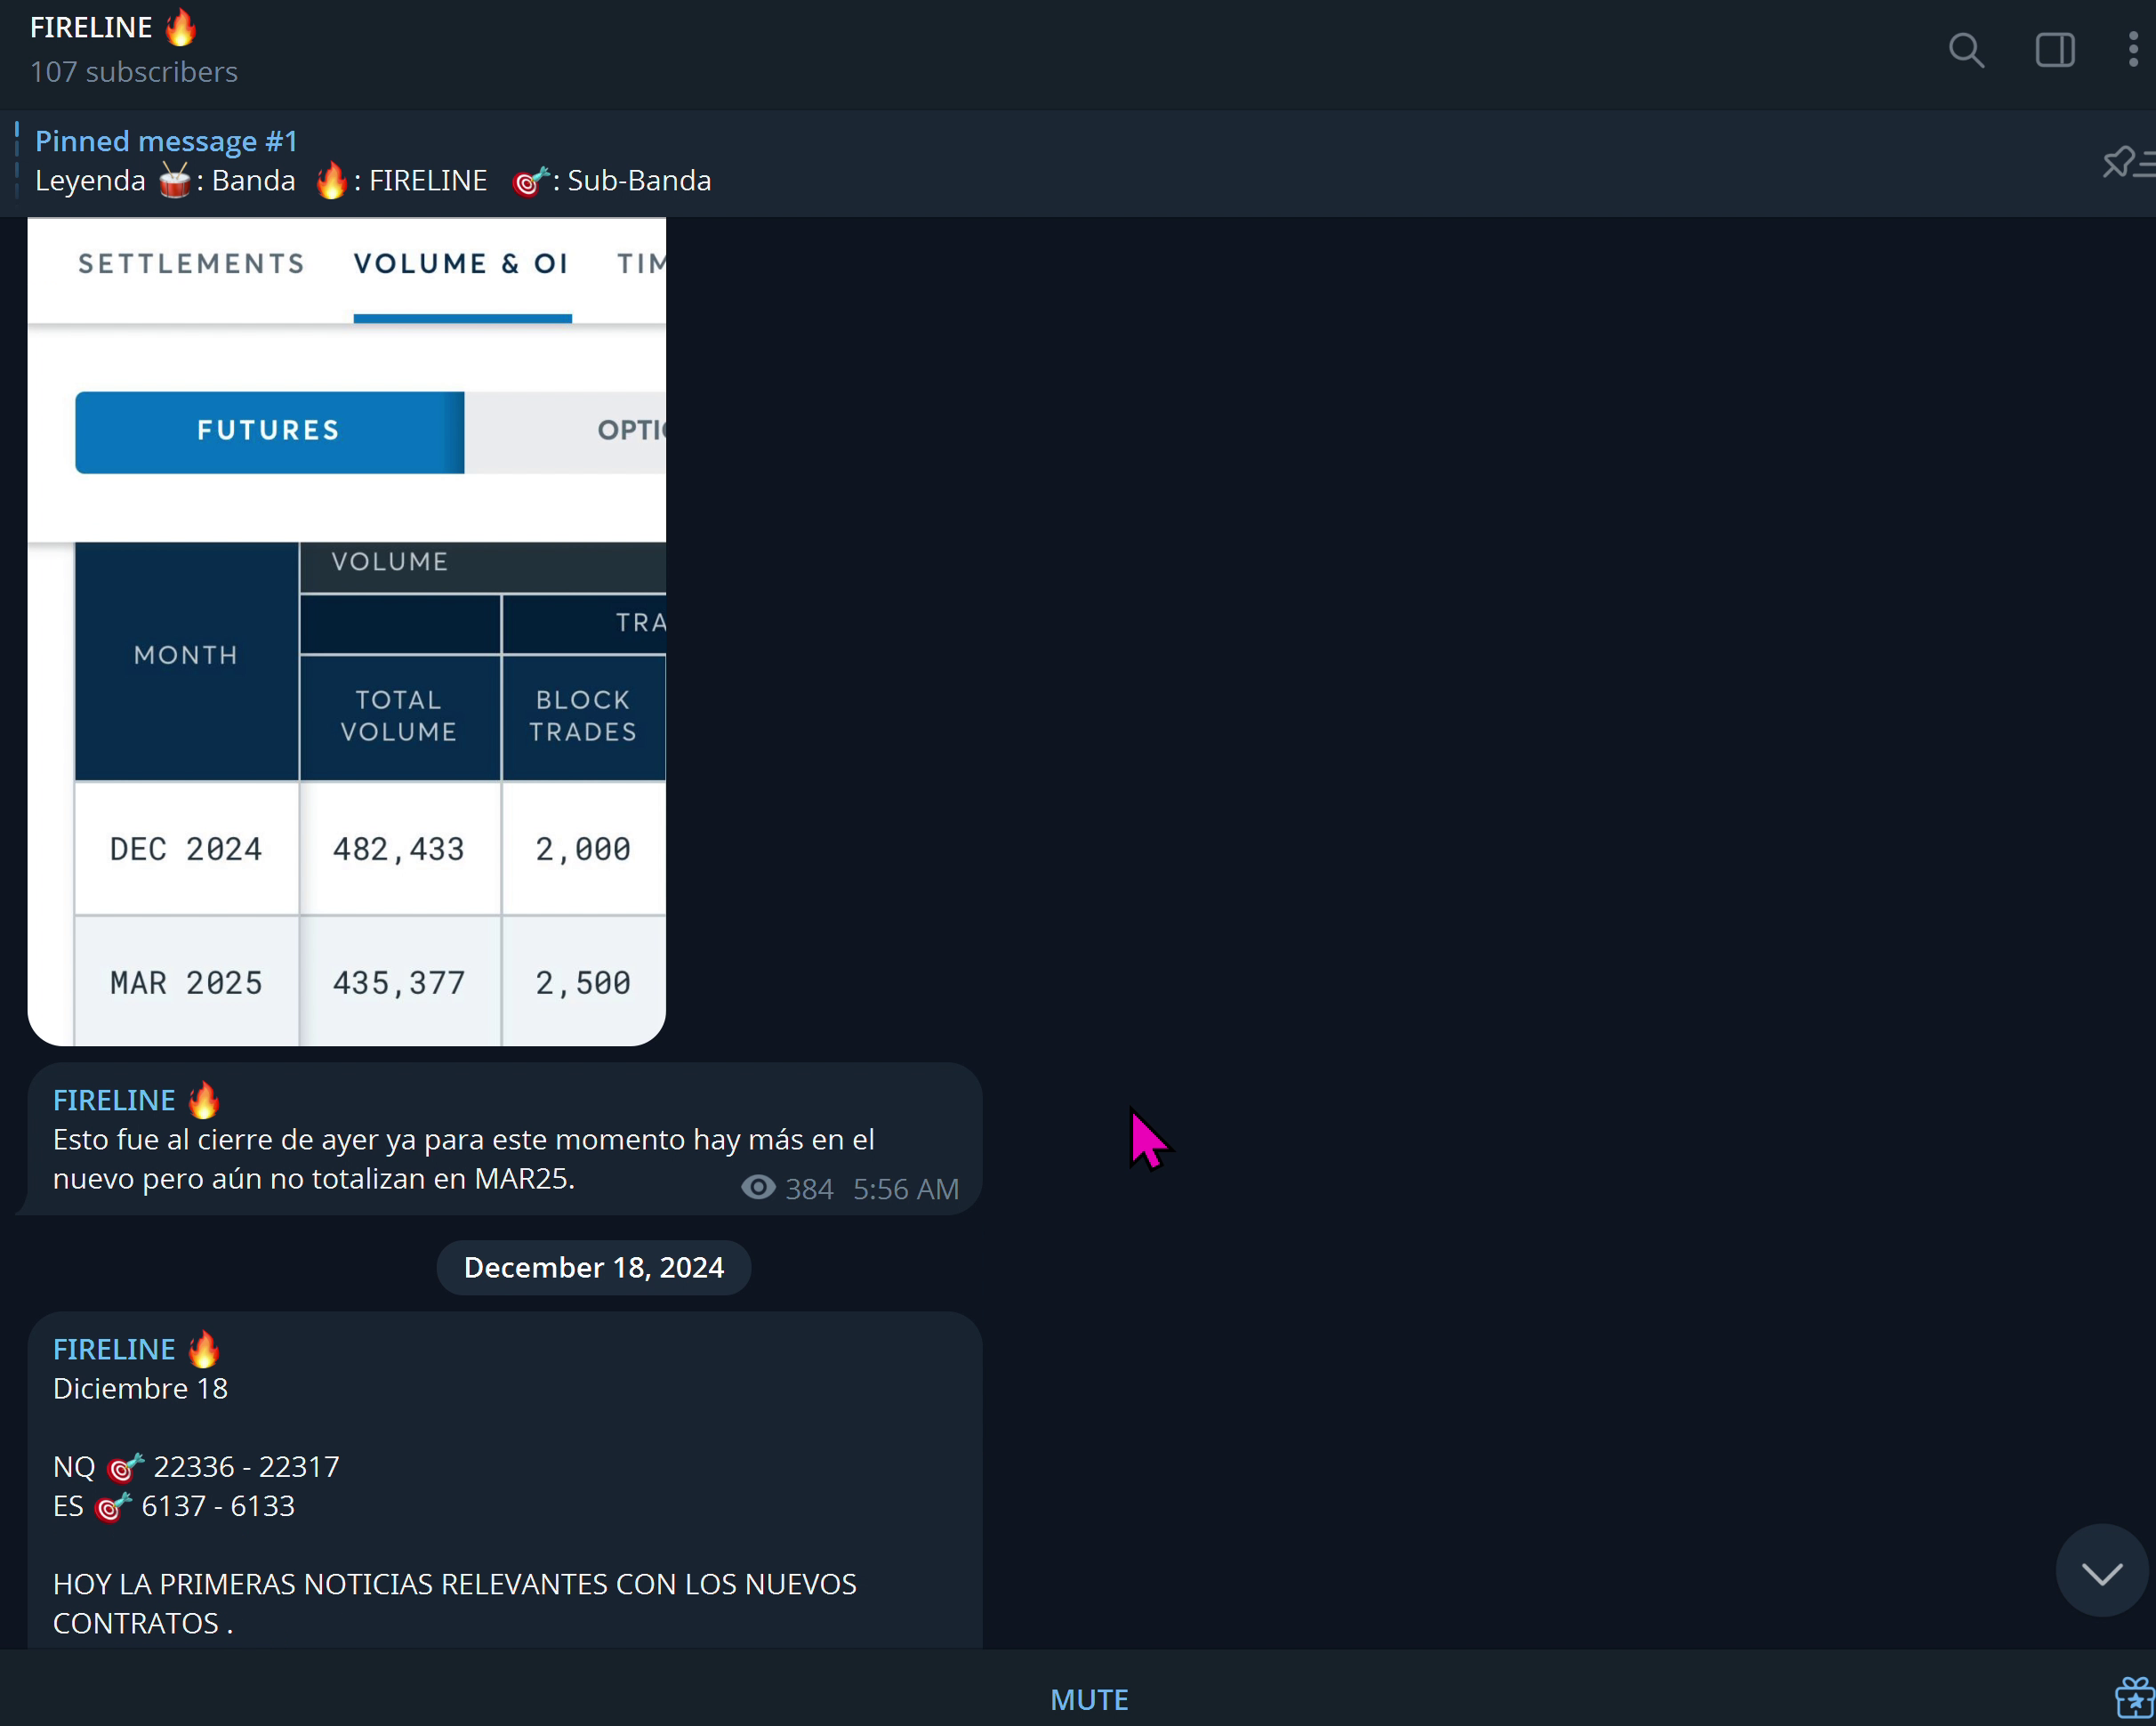 FIRELINE 🔥
107 subscribers
Pinned message #1
Leyenda 🥁: Banda 🔥: FIRELINE 🎯: Sub-Banda
SETTLEMENTS VOLUME & OI TIM
FUTURES OPTIO
MONTH
VOLUME
TRA
TOTAL VOLUME
BLOCK TRADES
DEC 2024 482,433 2,000
MAR 2025 435,377 2,500
FIRELINE 🔥
Esto fue al cierre de ayer ya para este momento hay más en el
nuevo pero aún no totalizan en MAR25.
384 5:56 AM
December 18, 2024
FIRELINE 🔥
Diciembre 18
NQ 🎯 22336 - 22317
ES 🎯 6137 - 6133
HOY LA PRIMERAS NOTICIAS RELEVANTES CON LOS NUEVOS
CONTRATOS .
MUTE